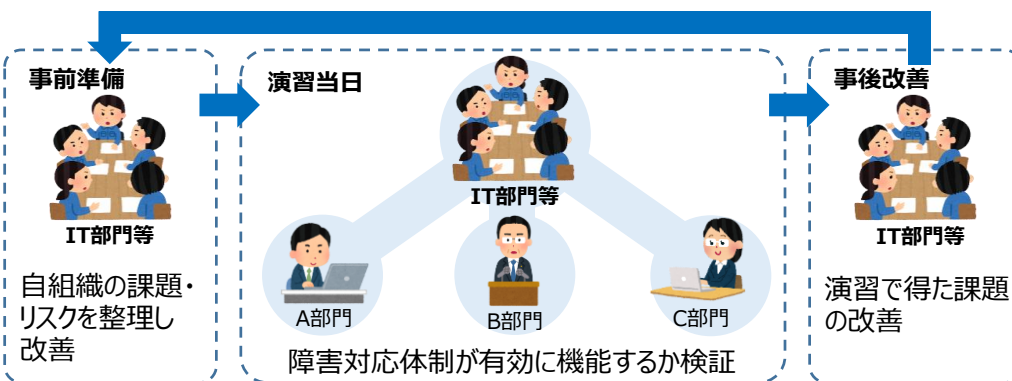 事前準備
IT部門等
自組織の課題・
リスクを整理し
改善
演習当日
IT部門等
A部門
B部門
C部門
障害対応体制が有効に機能するか検証
事後改善
IT部門等
演習で得た課題
の改善